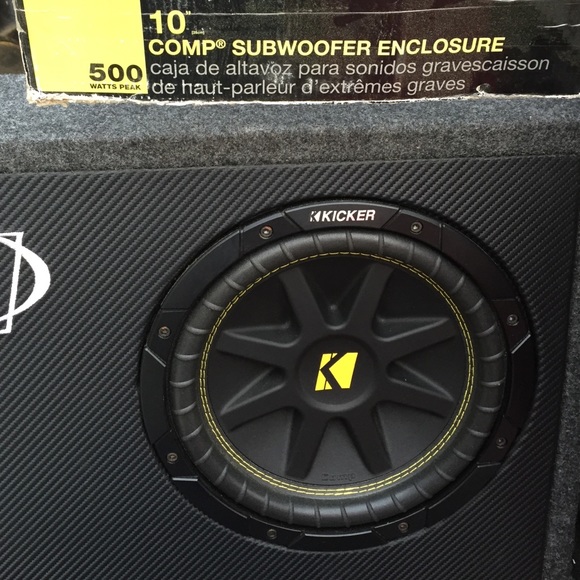 10"
COMP® SUBWOOFER ENCLOSURE
500 caja de altavoz para sonidos gravescaisson
WATTS PEAK de haut-parleur d'extrêmes graves
KICKER
K